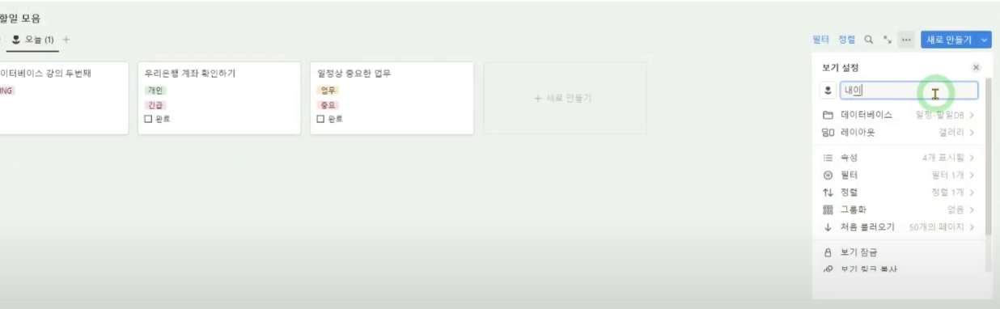 할일 모음
오늘 (1) +
필터 정렬 새로 만들기
이터베이스 강의 두번째
ING
우리은행 계좌 확인하기
개인
긴급
완료
일정상 중요한 업무
업무
중요
완료
+ 새로 만들기
보기 설정
내이
데이터베이스 일정-할일DB
레이아웃 갤러리
속성 4개 표시됨
필터 필터 1개
정렬 정렬 1개
그룹화 없음
처음 불러오기 50개의 페이지
보기 잠금
보기 링크 복사